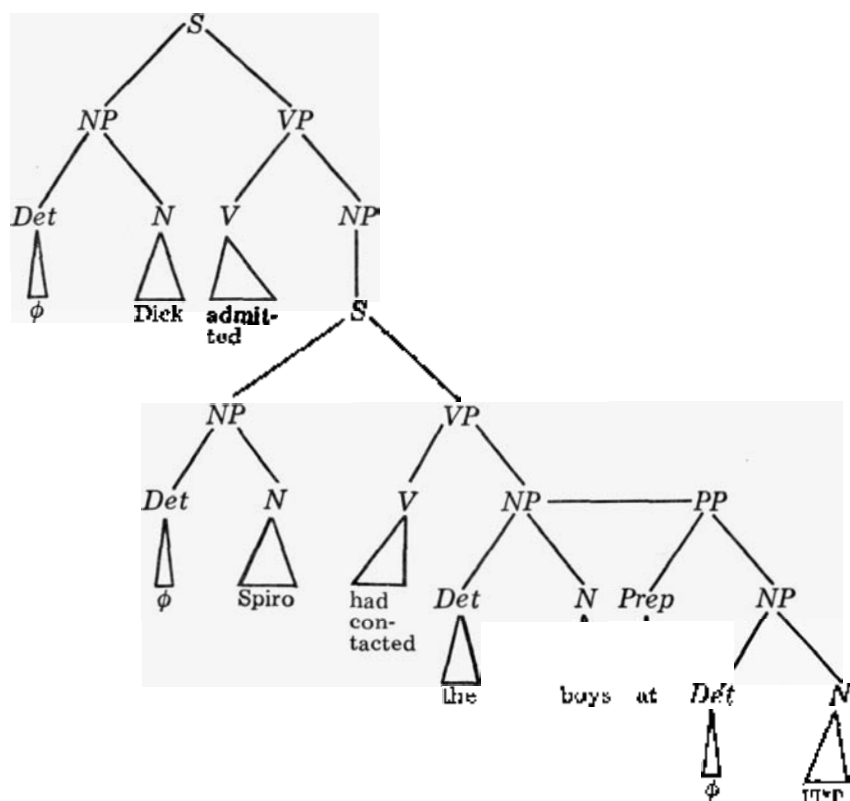 S
NP VP
Det N V NP
φ Dick admit-
ted
S
NP VP
Det N V NP PP
φ Spiro had
con-
tacted
Det N Prep NP
the boys at Det N
φ